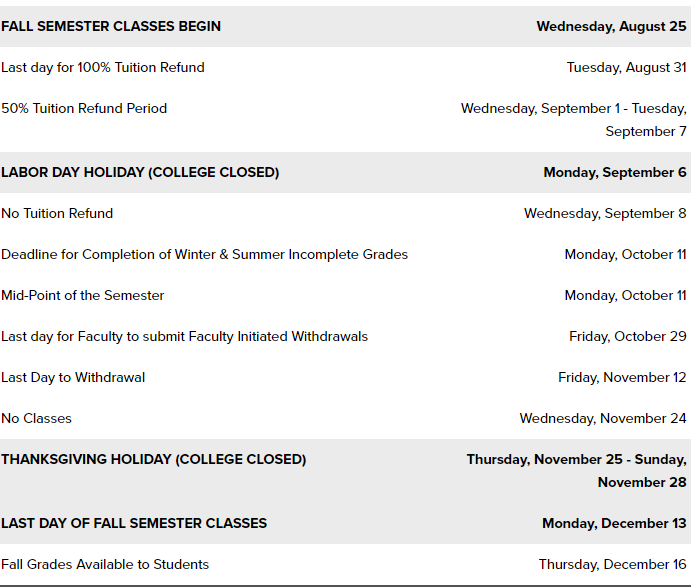 FALL SEMESTER CLASSES BEGIN Wednesday, August 25
Last day for 100% Tuition Refund Tuesday, August 31
50% Tuition Refund Period Wednesday, September 1 - Tuesday,
September 7
LABOR DAY HOLIDAY (COLLEGE CLOSED) Monday, September 6
No Tuition Refund Wednesday, September 8
Deadline for Completion of Winter & Summer Incomplete Grades Monday, October 11
Mid-Point of the Semester Monday, October 11
Last day for Faculty to submit Faculty Initiated Withdrawals Friday, October 29
Last Day to Withdrawal Friday, November 12
No Classes Wednesday, November 24
THANKSGIVING HOLIDAY (COLLEGE CLOSED) Thursday, November 25 - Sunday,
November 28
LAST DAY OF FALL SEMESTER CLASSES Monday, December 13
Fall Grades Available to Students Thursday, December 16